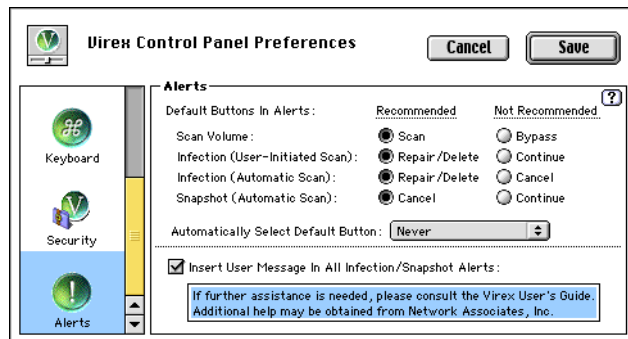 Virex Control Panel Preferences
Cancel
Save
Keyboard
Security
Alerts
Alerts
?
Default Buttons In Alerts:
Recommended
Not Recommended
Scan Volume:
Scan
Bypass
Infection (User-Initiated Scan):
Repair/Delete
Continue
Infection (Automatic Scan):
Repair/Delete
Cancel
Snapshot (Automatic Scan):
Cancel
Continue
Automatically Select Default Button:
Never
Insert User Message In All Infection/Snapshot Alerts:
If further assistance is needed, please consult the Virex User's Guide.
Additional help may be obtained from Network Associates, Inc.